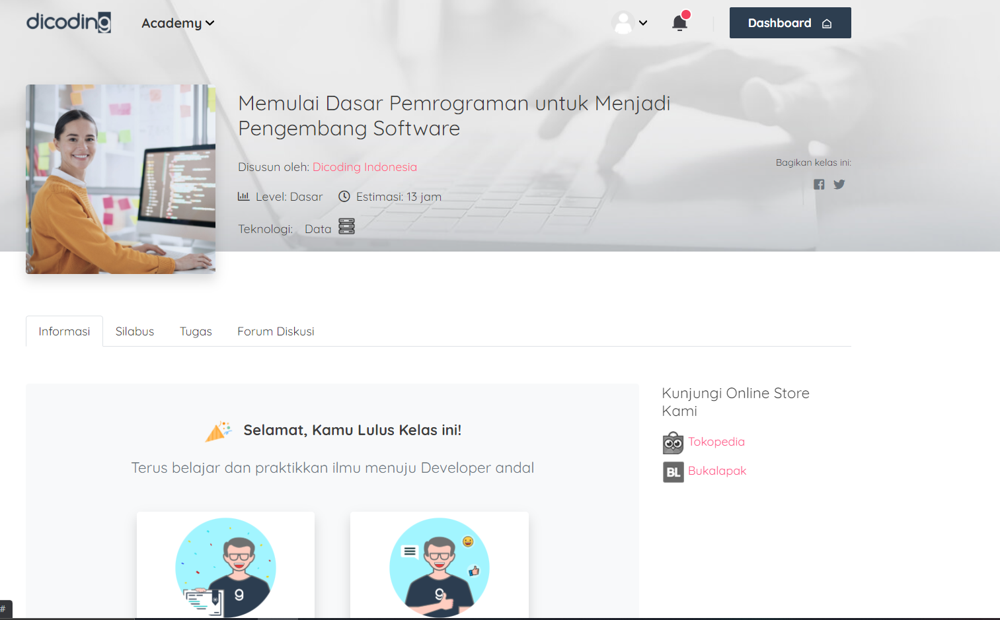 dicoding
Academy
Dashboard
Memulai Dasar Pemrograman untuk Menjadi
Pengembang Software
Disusun oleh: Dicoding Indonesia
Bagikan kelas ini:
Level: Dasar
Estimasi: 13 jam
Teknologi: Data
Informasi
Silabus
Tugas
Forum Diskusi
Selamat, Kamu Lulus Kelas ini!
Terus belajar dan praktikkan ilmu menuju Developer andal
Kunjungi Online Store
Kami
Tokopedia
BL Bukalapak
9
9
#